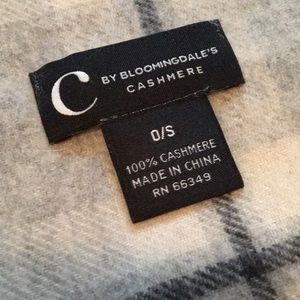 C BY BLOOMINGDALE'S
CASHMERE
O/S
100% CASHMERE
MADE IN CHINA
RN 66349